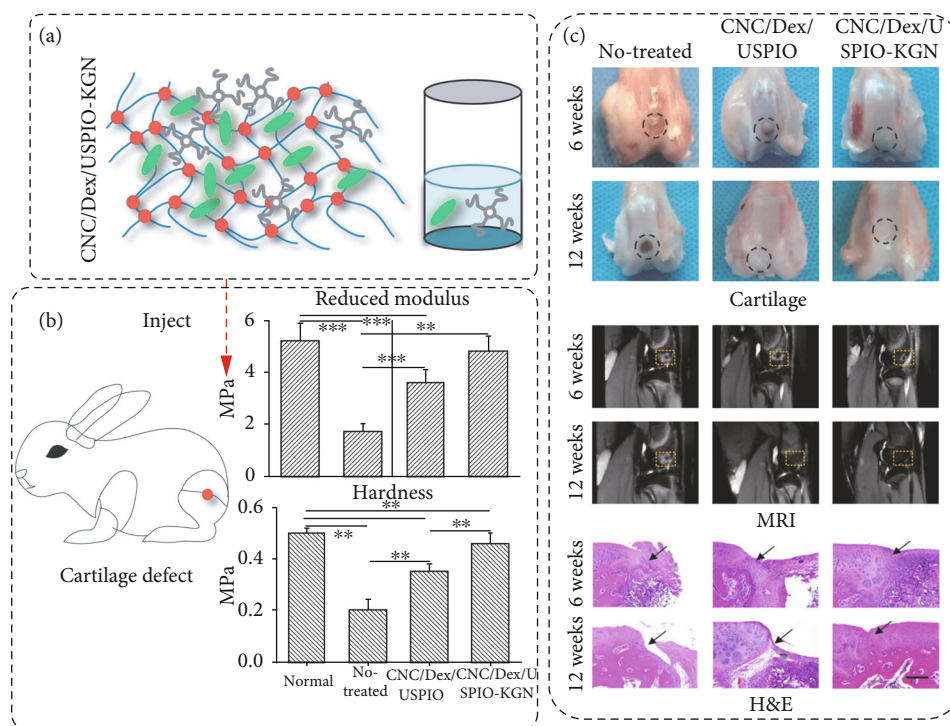 (a)
CNC/Dex/USPIO-KGN
(b)
Inject
Cartilage defect
Reduced modulus
MPa
6
4
2
0
***
***
**
***
Hardness
MPa
0.6
0.4
0.2
0.0
**
**
**
**
**
Normal
No-
treated
CNC/Dex/
USPIO
CNC/Dex/U
SPIO-KGN
(c)
No-treated
CNC/Dex/
USPIO
CNC/Dex/U
SPIO-KGN
6 weeks
12 weeks
Cartilage
6 weeks
12 weeks
MRI
6 weeks
12 weeks
H&E